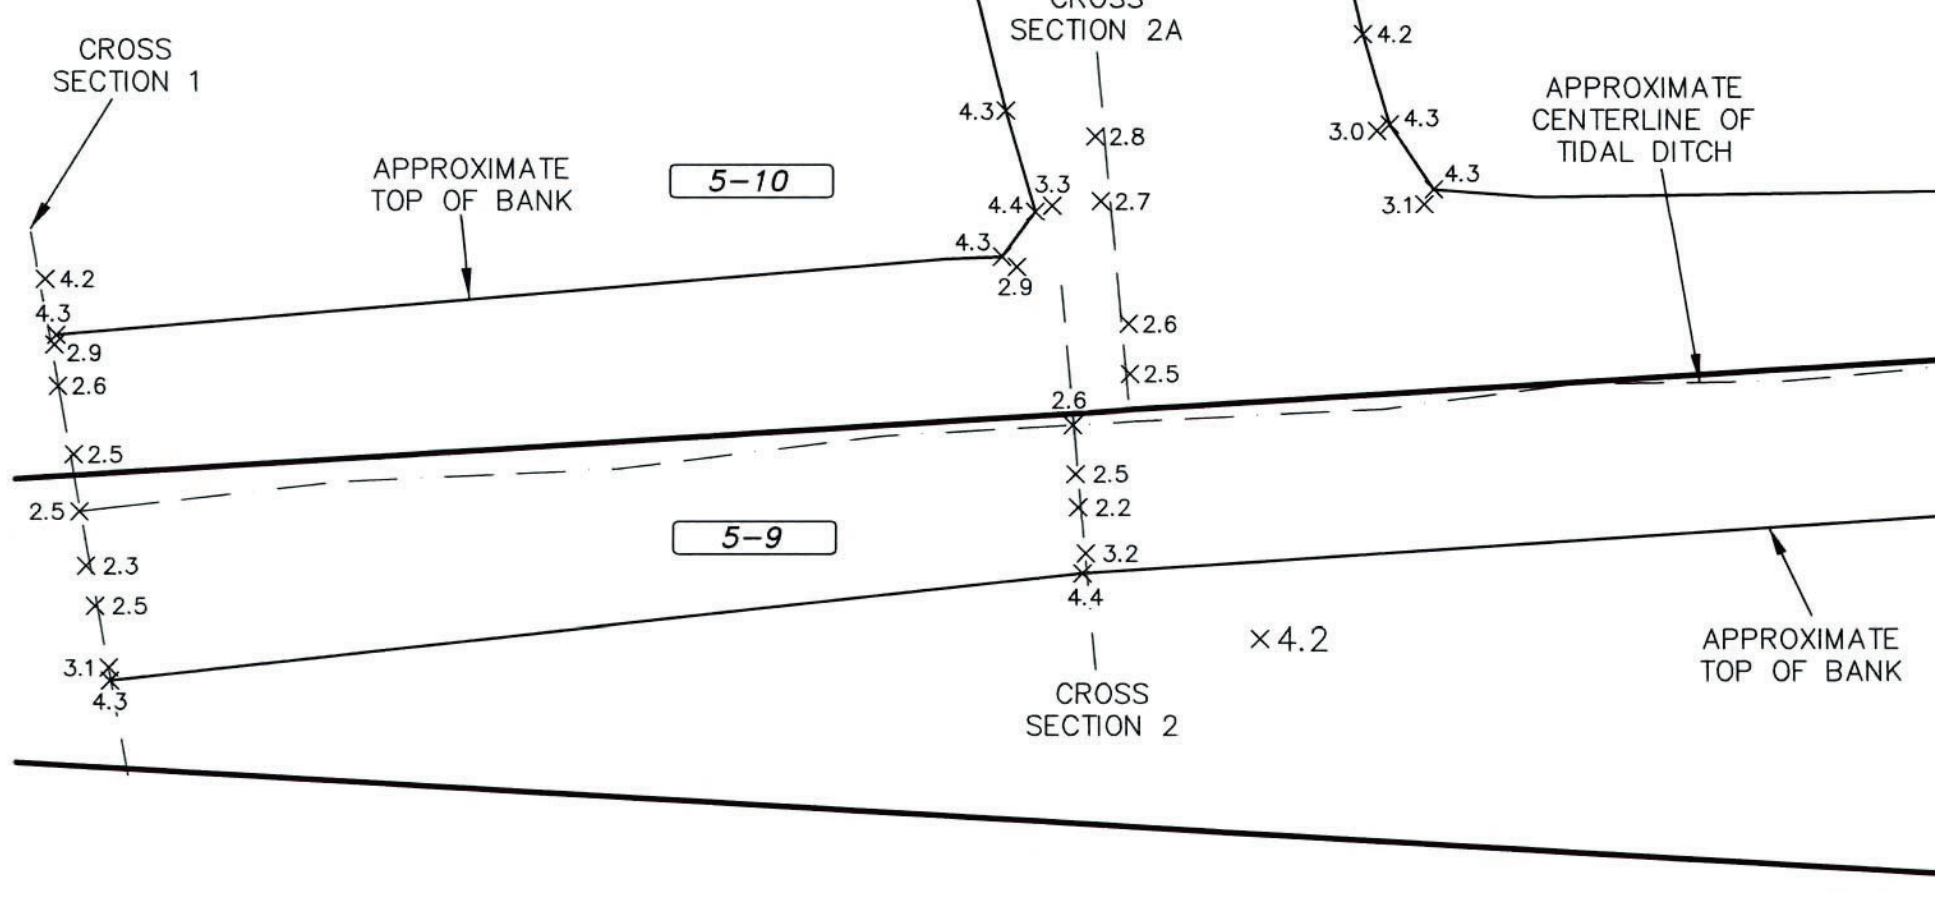 CROSS
SECTION 1
CROSS
SECTION 2A
APPROXIMATE
CENTERLINE OF
TIDAL DITCH
APPROXIMATE
TOP OF BANK
5-10
4.2
4.3
4.3
3.0
4.3
2.8
3.3
4.4
2.7
4.3
3.1
4.3
2.9
4.2
4.3
2.9
2.6
2.5
2.5
2.3
2.5
3.1
4.3
2.6
2.5
2.6
2.5
2.2
3.2
4.4
5-9
4.2
CROSS
SECTION 2
APPROXIMATE
TOP OF BANK